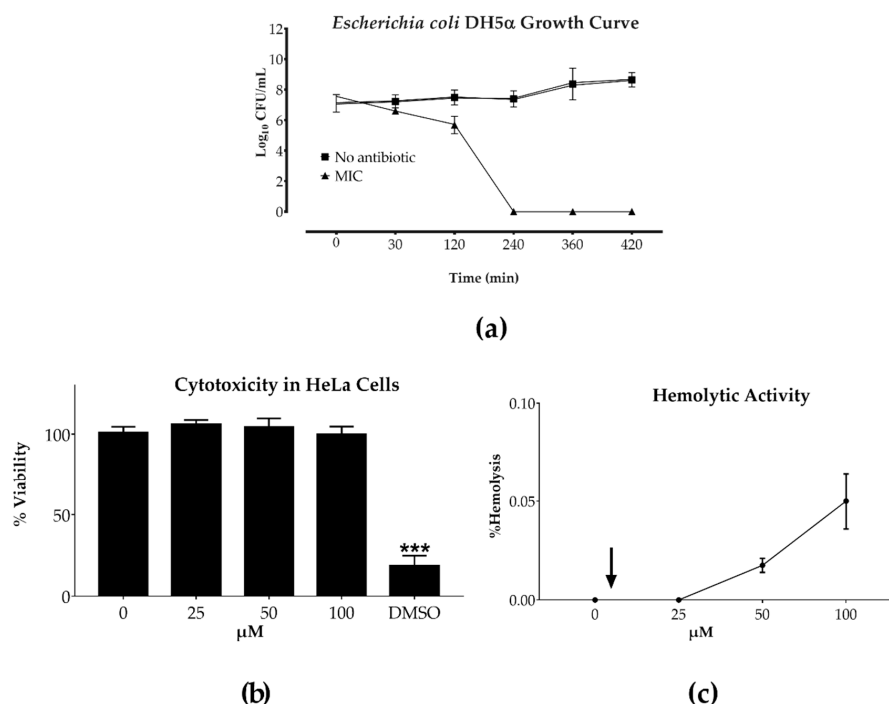 Escherichia coli DH5α Growth Curve
12
10
8
6
4
2
0
Log₁₀ CFU/mL
No antibiotic
MIC
0 30 120 240 360 420
Time (min)
(a)
Cytotoxicity in HeLa Cells
100
50
0
% Viability
***
0 25 50 100 DMSO
µM
(b)
Hemolytic Activity
0.10
0.05
0.00
%Hemolysis
0 25 50 100
µM
(c)